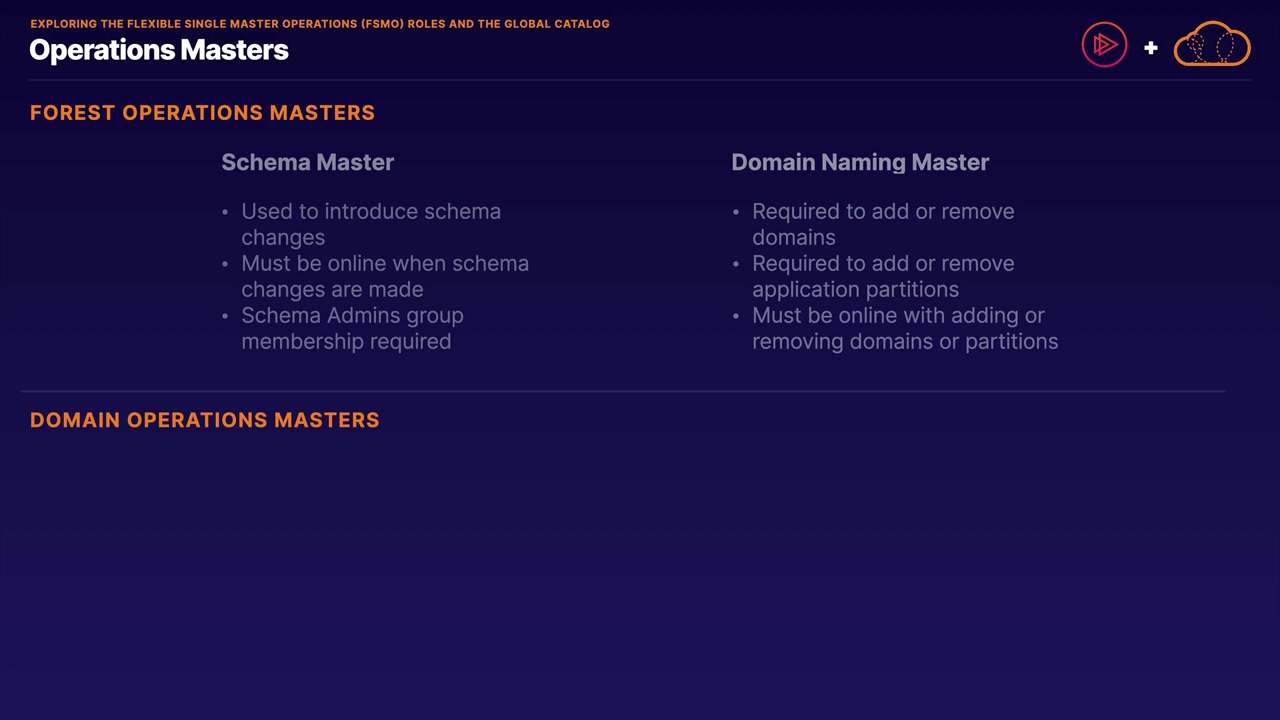 EXPLORING THE FLEXIBLE SINGLE MASTER OPERATIONS (FSMO) ROLES AND THE GLOBAL CATALOG
Operations Masters
+
FOREST OPERATIONS MASTERS
Schema Master
• Used to introduce schema
changes
• Must be online when schema
changes are made
• Schema Admins group
membership required
Domain Naming Master
• Required to add or remove
domains
• Required to add or remove
application partitions
• Must be online with adding or
removing domains or partitions
DOMAIN OPERATIONS MASTERS